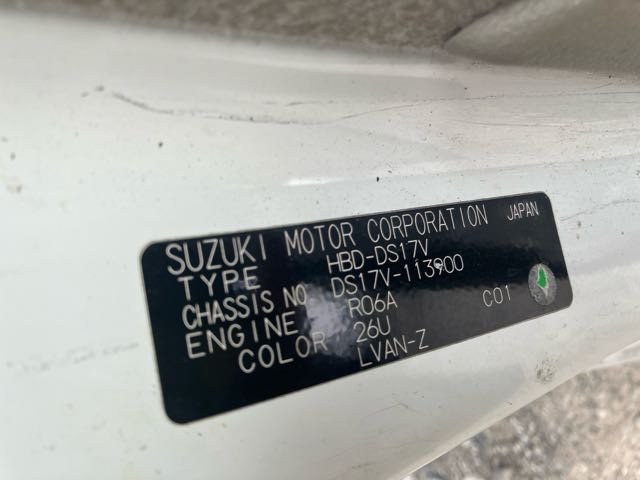 SUZUKI MOTOR CORPORATION JAPAN
TYPE HBD-DS17V
CHASSIS NO. DS17V-113900
ENGINE R06A C01
COLOR 26U
LVAN-Z